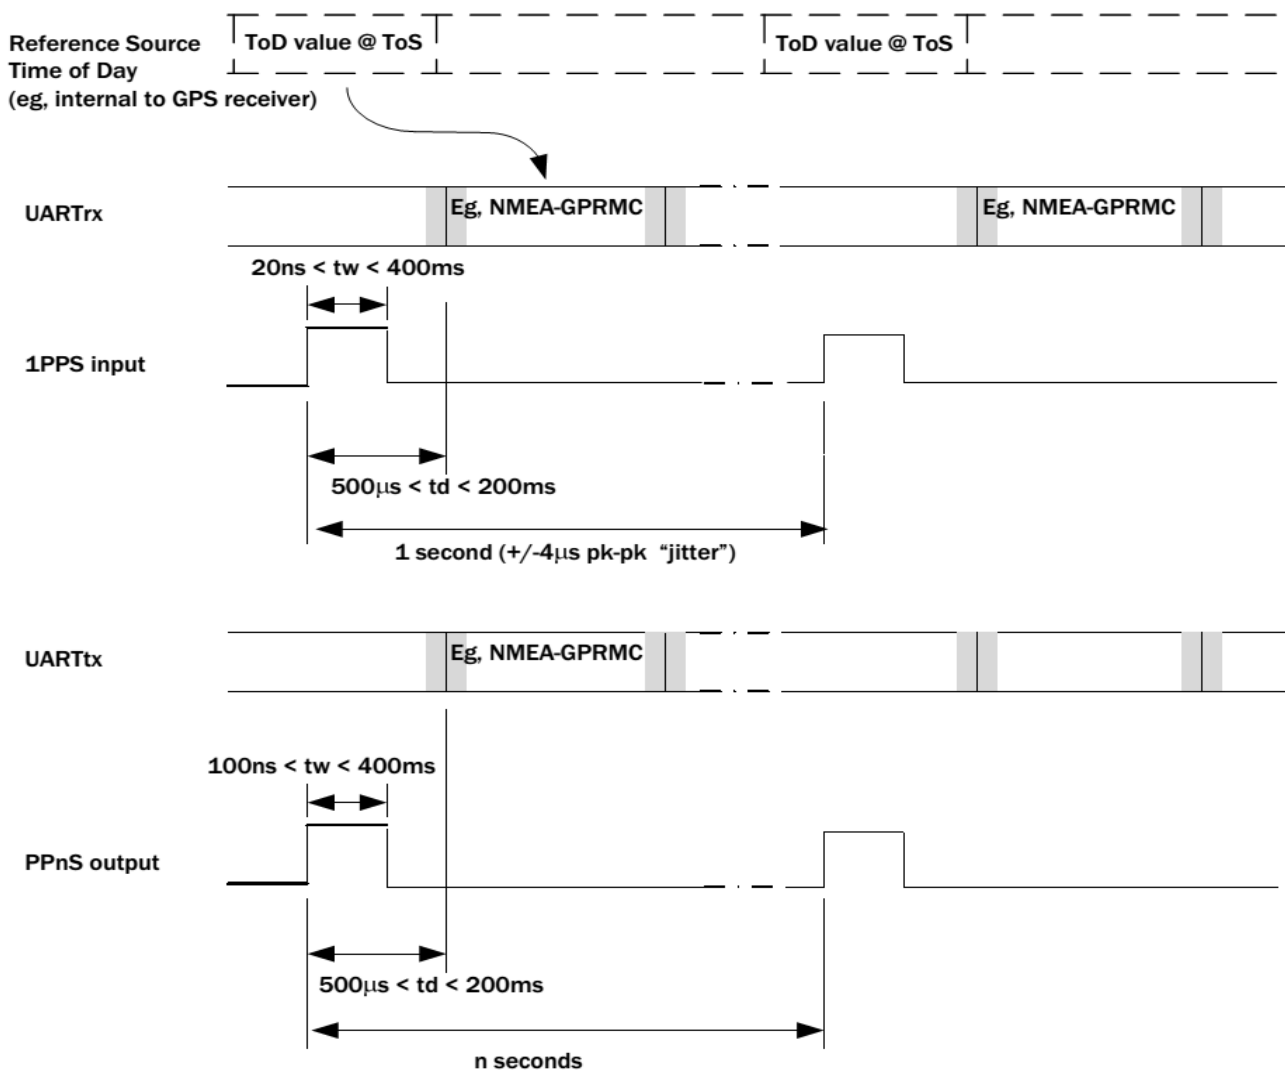 Reference Source
Time of Day
(eg, internal to GPS receiver)
ToD value @ ToS
ToD value @ ToS
UARTrx
Eg, NMEA-GPRMC
Eg, NMEA-GPRMC
20ns < tw < 400ms
1PPS input
500μs < td < 200ms
1 second (+/-4μs pk-pk “jitter”)
UARTtx
Eg, NMEA-GPRMC
100ns < tw < 400ms
PPnS output
500μs < td < 200ms
n seconds